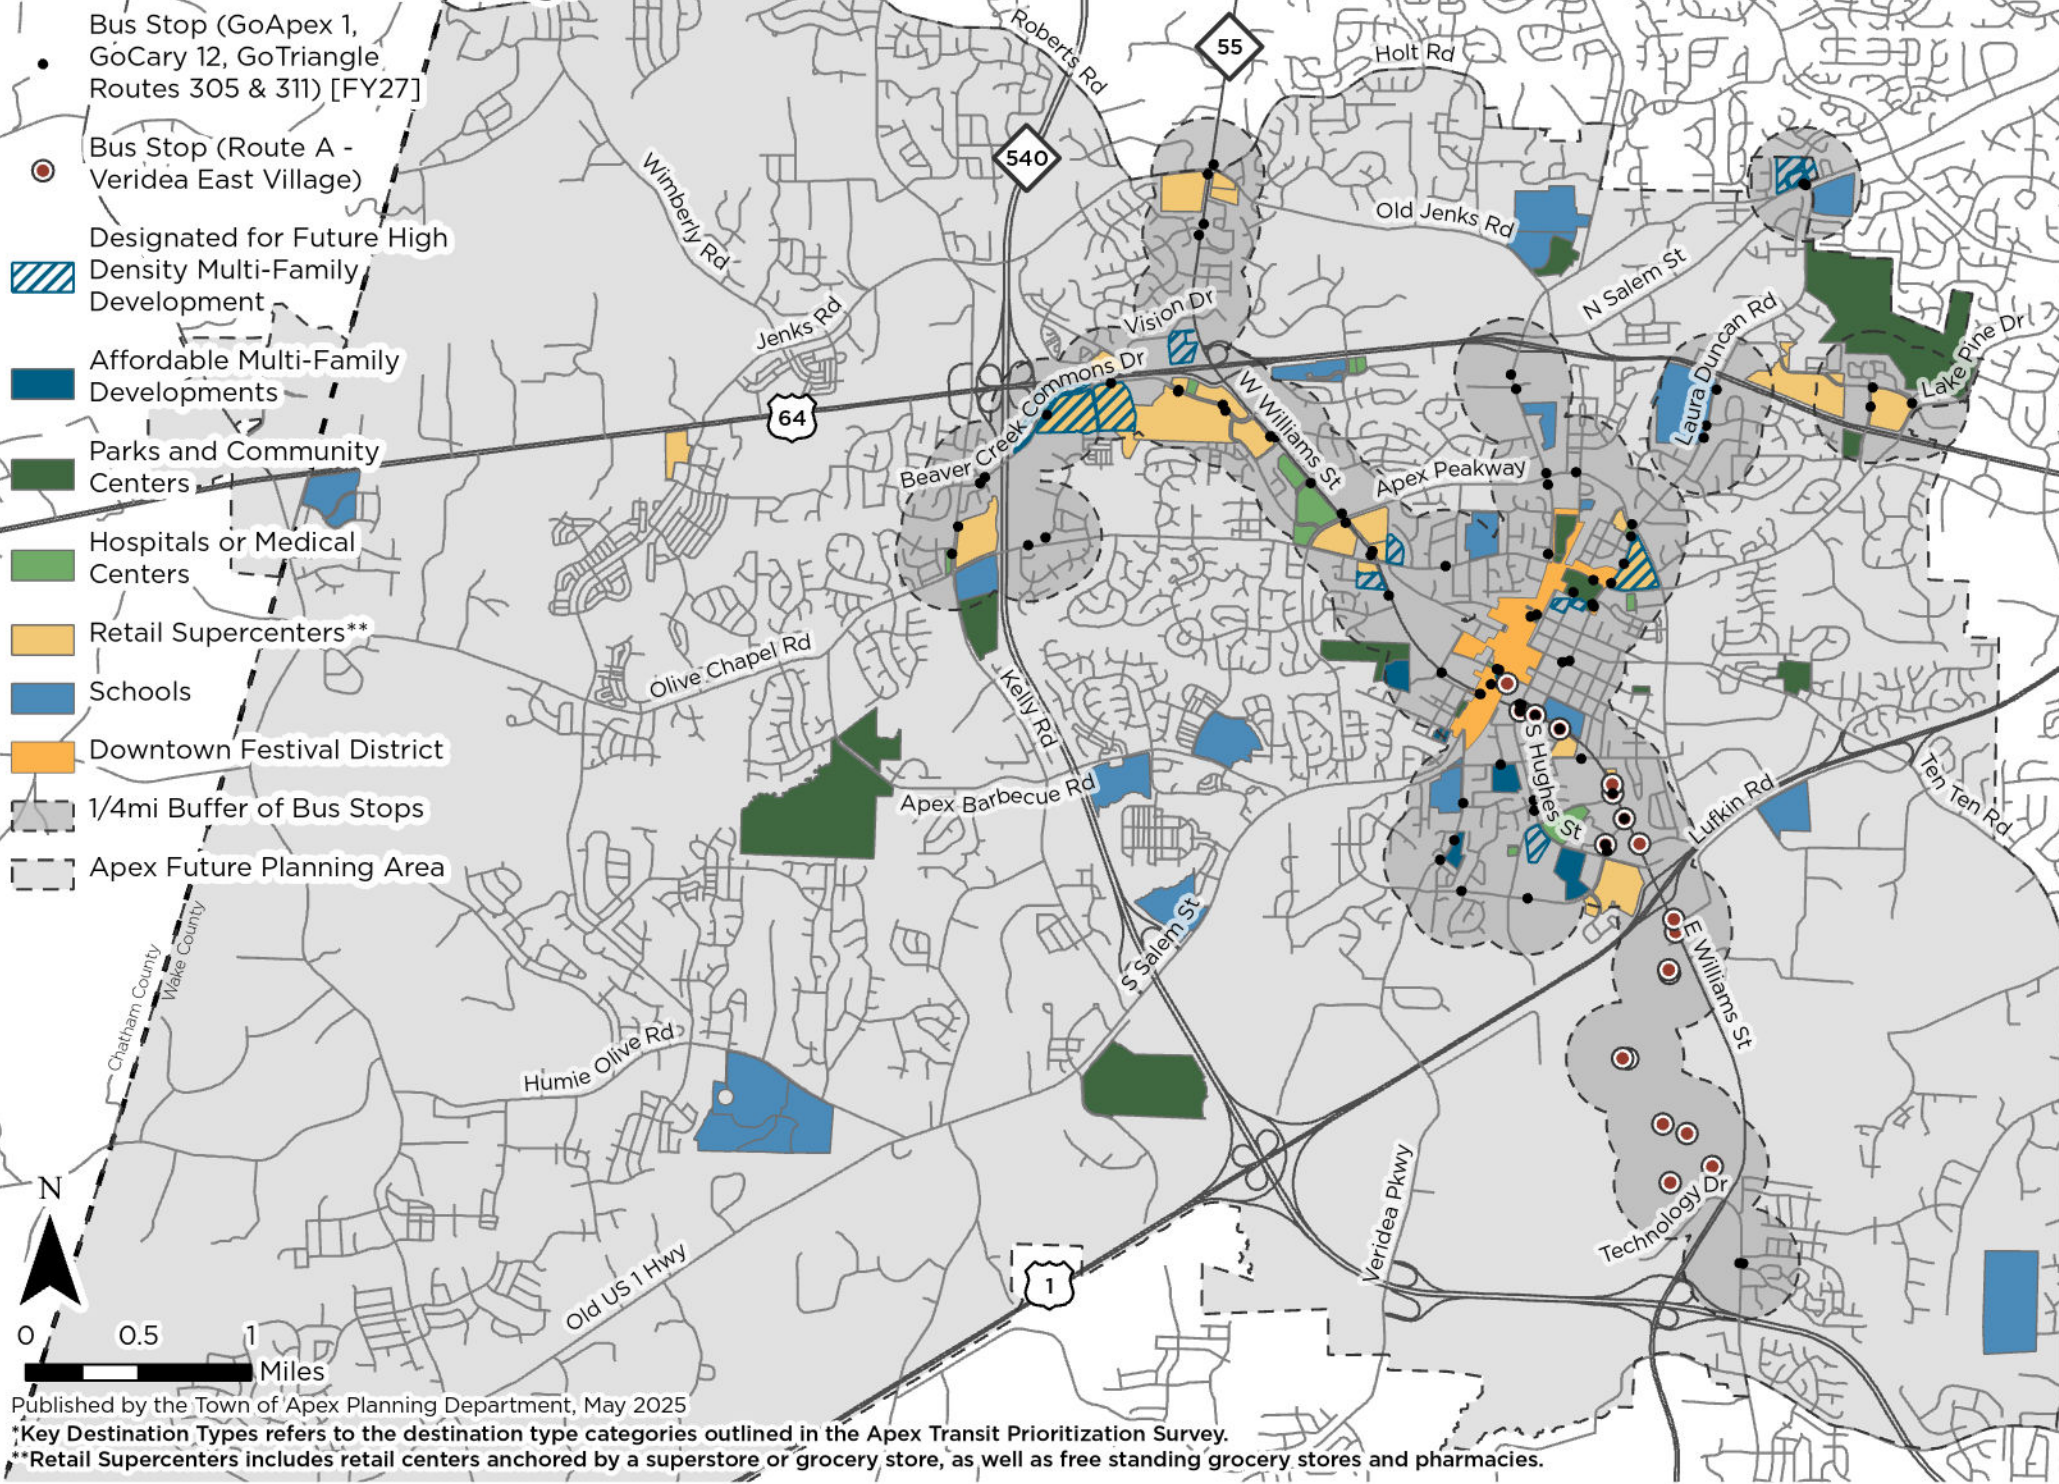 Bus Stop (GoApex 1,
GoCary 12, GoTriangle
Routes 305 & 311) [FY27]
Bus Stop (Route A -
Veridea East Village)
Designated for Future High
Density Multi-Family
Development
Affordable Multi-Family
Developments
Parks and Community
Centers
Hospitals or Medical
Centers
Retail Supercenters**
Schools
Downtown Festival District
1/4mi Buffer of Bus Stops
Apex Future Planning Area
Roberts Rd
55
Holt Rd
540
Wimberly Rd
Old Jenks Rd
N Salem St
Vision Dr
Jenks Rd
Laura Duncan Rd
Lake Pine Dr
Beaver Creek Commons Dr
W Williams St
64
Apex Peakway
Olive Chapel Rd
Kelly Rd
S Hughes St
Apex Barbecue Rd
Lufkin Rd
Ten Ten Rd
S Salem St
E Williams St
Chatham County
Wake County
Humie Olive Rd
Veridea Pkwy
Technology Dr
Old US 1 Hwy
1
N
0 0.5 1
Miles
Published by the Town of Apex Planning Department, May 2025
*Key Destination Types refers to the destination type categories outlined in the Apex Transit Prioritization Survey.
**Retail Supercenters includes retail centers anchored by a superstore or grocery store, as well as free standing grocery stores and pharmacies.